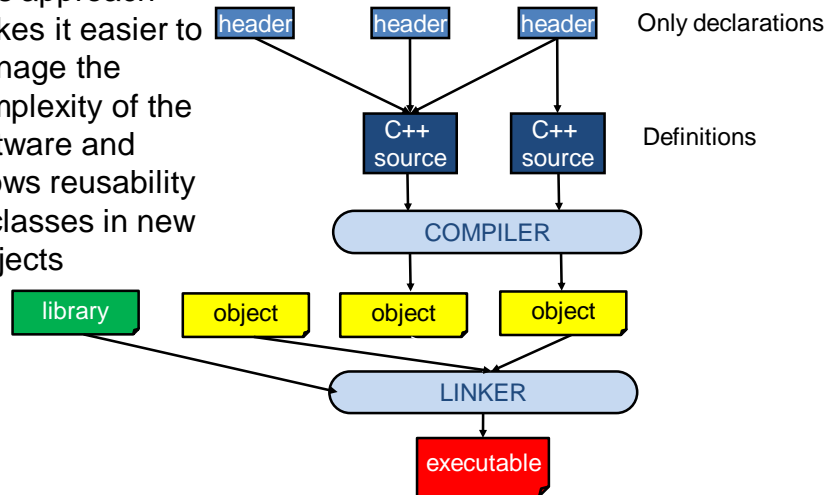 approach
kes it easier to
nage the
mplexity of the
tware and
ows reusability
classes in new
jects
header
header
header
Only declarations
C++
source
C++
source
Definitions
COMPILER
library
object
object
object
LINKER
executable